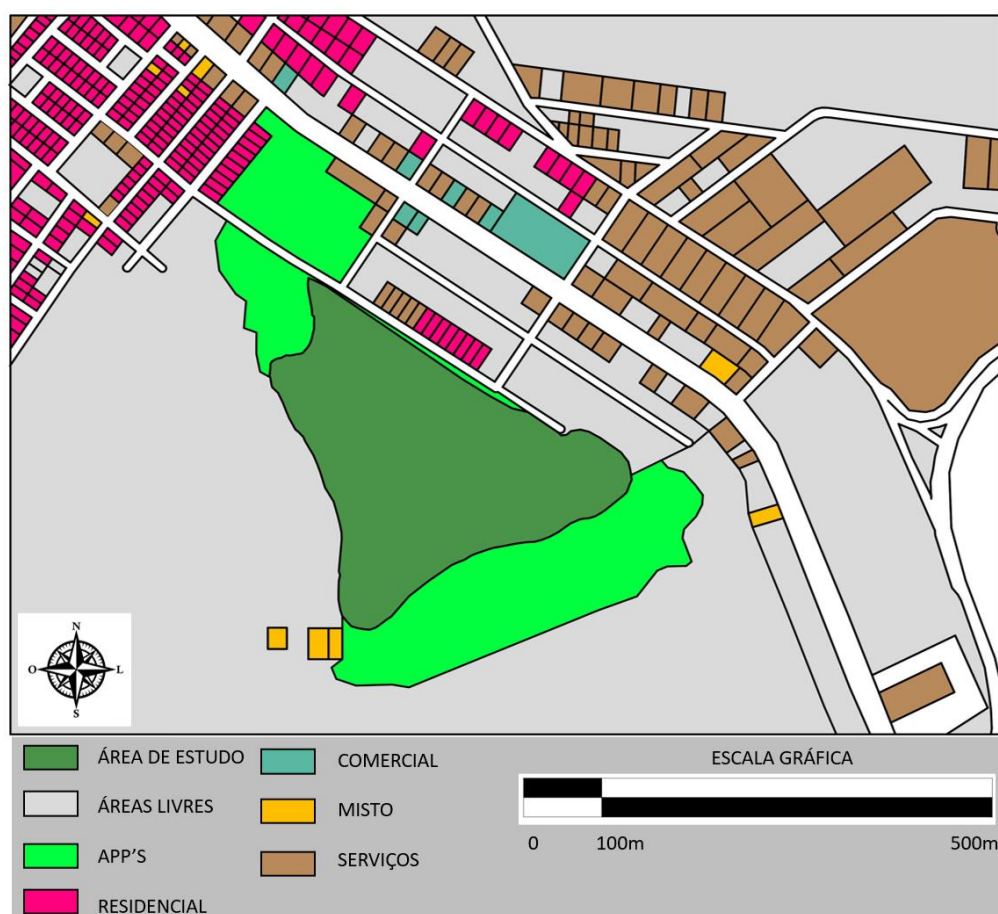 N
O L
S
ÁREA DE ESTUDO
ÁREAS LIVRES
APP'S
RESIDENCIAL
COMERCIAL
MISTO
SERVIÇOS
ESCALA GRÁFICA
0 100m 500m